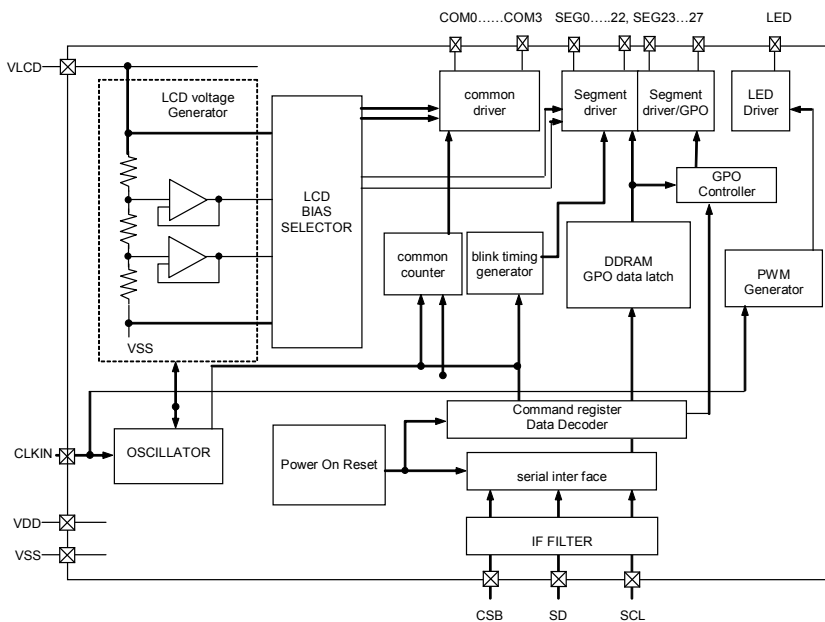 COM0……COM3 SEG0…..22, SEG23…27 LED
VLCD
LCD voltage
Generator
common
driver
Segment
driver
Segment
driver/GPO
LED
Driver
LCD
BIAS
SELECTOR
GPO
Controller
common
counter
blink timing
generator
DDRAM
GPO data latch
PWM
Generator
VSS
Command register
Data Decoder
CLKIN
OSCILLATOR
Power On Reset
serial inter face
VDD
VSS
IF FILTER
CSB SD SCL